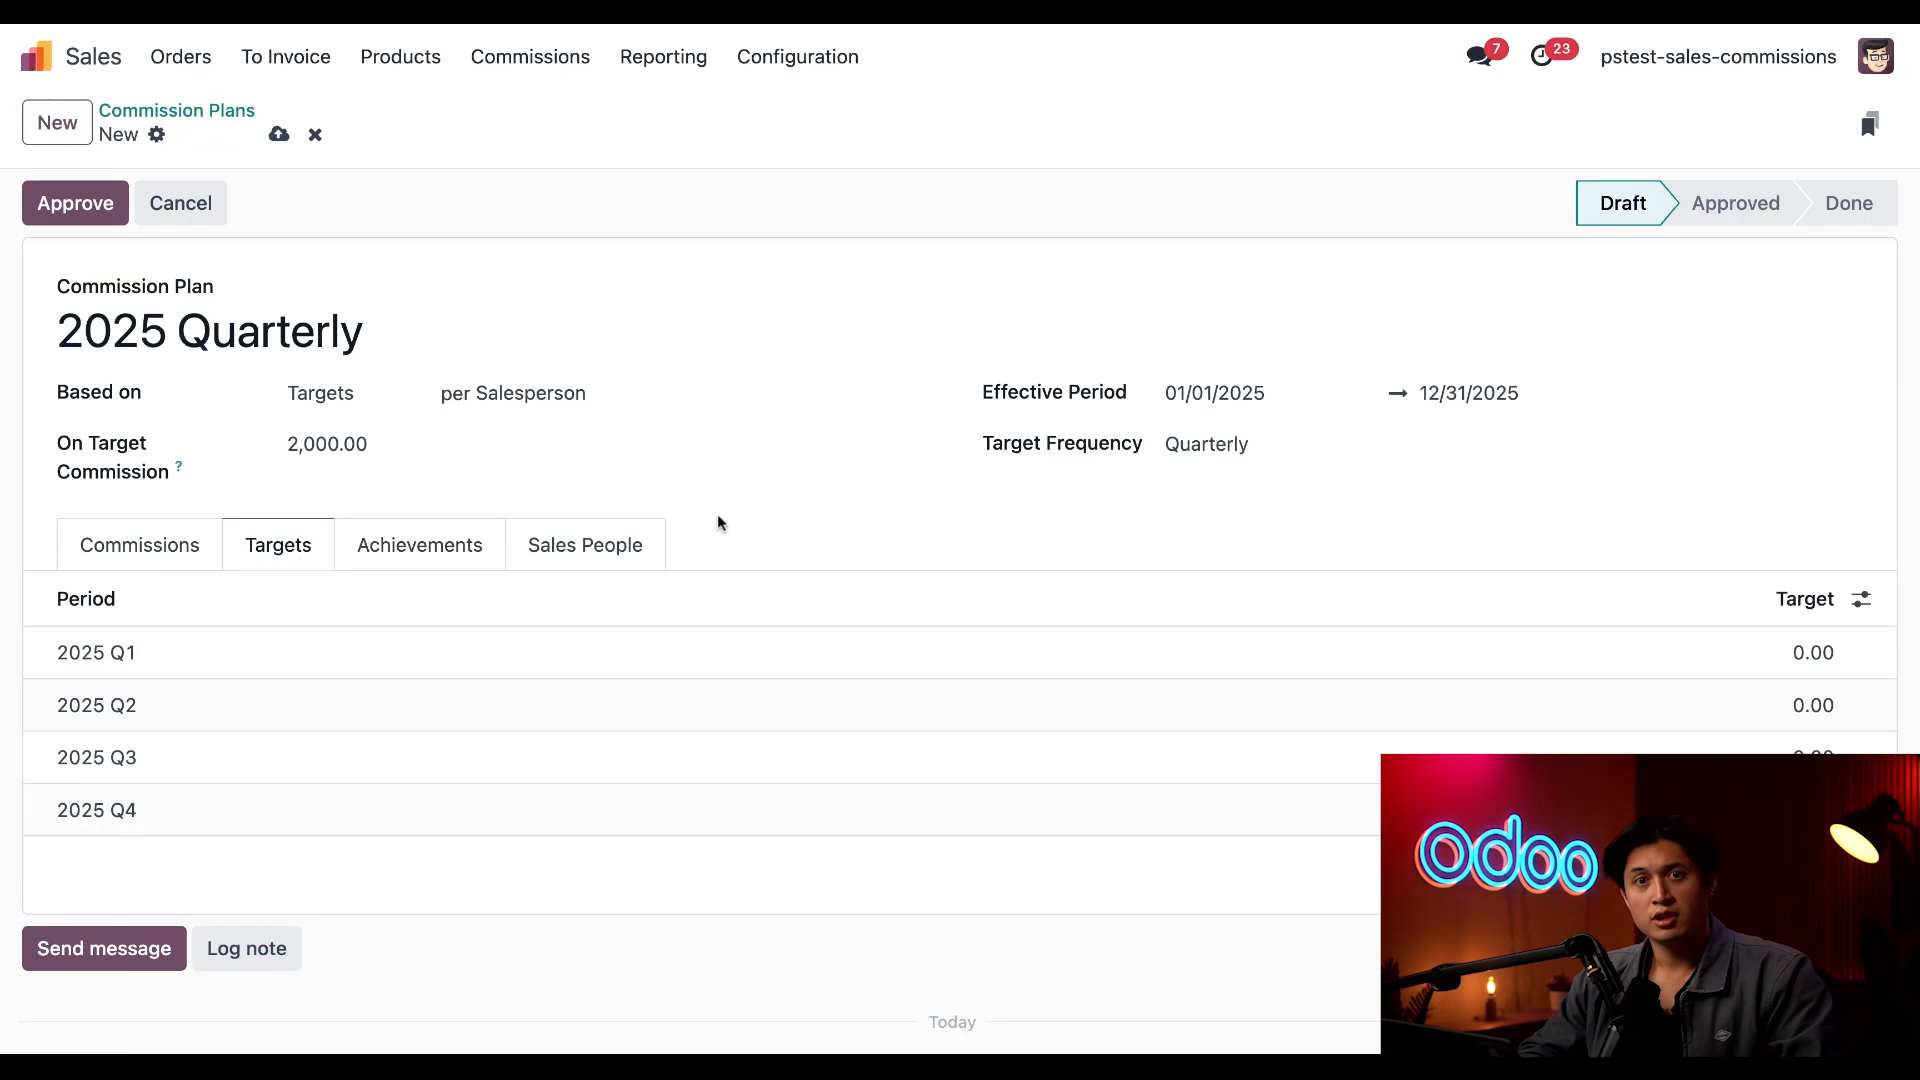 Sales Orders To Invoice Products Commissions Reporting Configuration 7 23 pstest-sales-commissions
New
Commission Plans
New
Approve Cancel Draft Approved Done
Commission Plan
2025 Quarterly
Based on Targets per Salesperson Effective Period 01/01/2025 → 12/31/2025
On Target Commission ? 2,000.00 Target Frequency Quarterly
Commissions Targets Achievements Sales People
Period Target
2025 Q1 0.00
2025 Q2 0.00
2025 Q3
2025 Q4
odoo
Send message Log note
Today